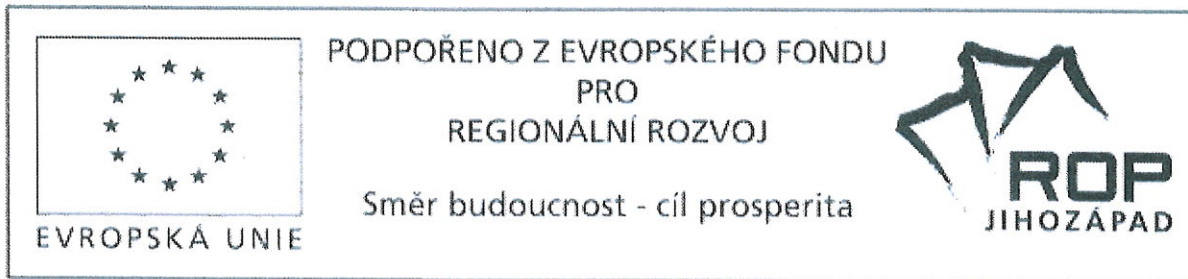 PODPOŘENO Z EVROPSKÉHO FONDU
PRO
REGIONÁLNÍ ROZVOJ
Směr budoucnost - cíl prosperita
EVROPSKÁ UNIE
ROP
JIHOZÁPAD